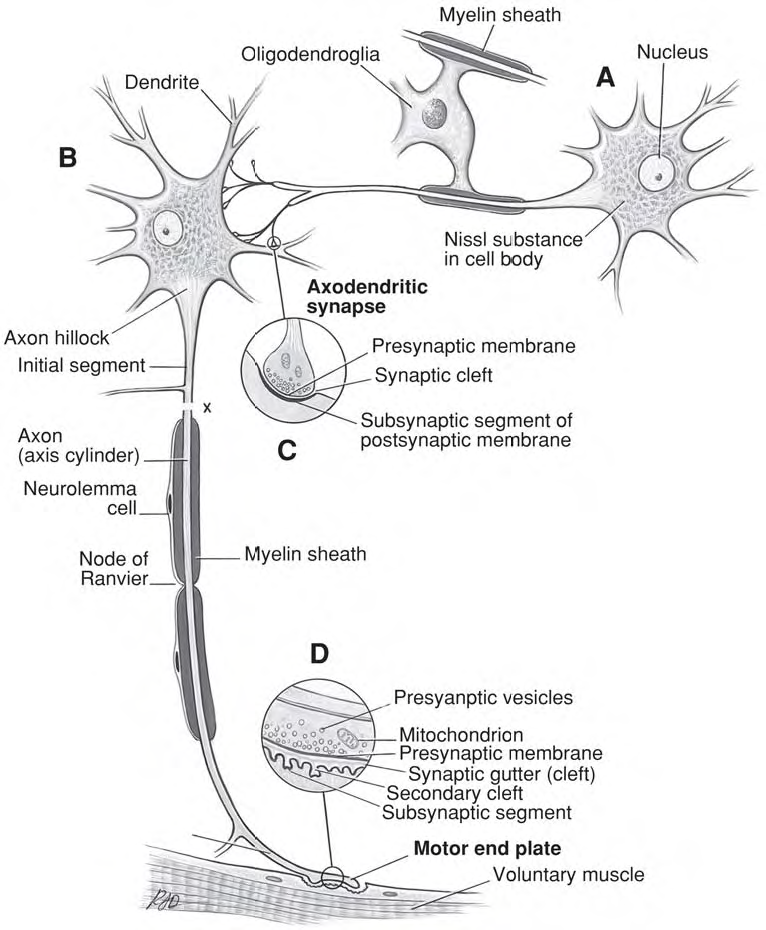 Myelin sheath
Oligodendroglia
Nucleus
A
Dendrite
B
Nissl substance
in cell body
Axodendritic
synapse
Axon hillock
Initial segment
Presynaptic membrane
Synaptic cleft
x
Subsynaptic segment of
postsynaptic membrane
C
Axon
(axis cylinder)
Neurolemma
cell
Node of
Ranvier
Myelin sheath
D
Presyanptic vesicles
Mitochondrion
Presynaptic membrane
Synaptic gutter (cleft)
Secondary cleft
Subsynaptic segment
Motor end plate
Voluntary muscle
RAD